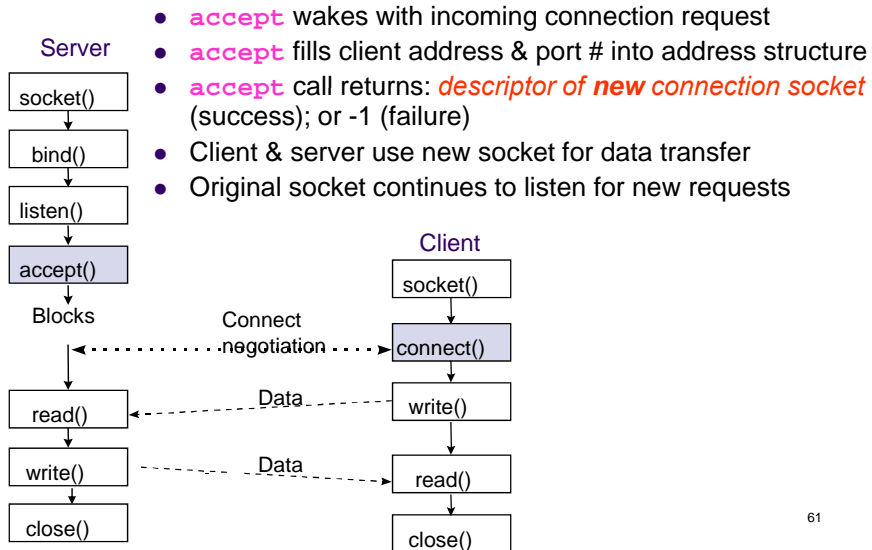 ● accept wakes with incoming connection request
● accept fills client address & port # into address structure
● accept call returns: descriptor of new connection socket
(success); or -1 (failure)
● Client & server use new socket for data transfer
● Original socket continues to listen for new requests
Server
socket()
bind()
listen()
accept()
Blocks
read()
write()
close()
Connect
negotiation
Data
Data
Client
socket()
connect()
write()
read()
close()
61